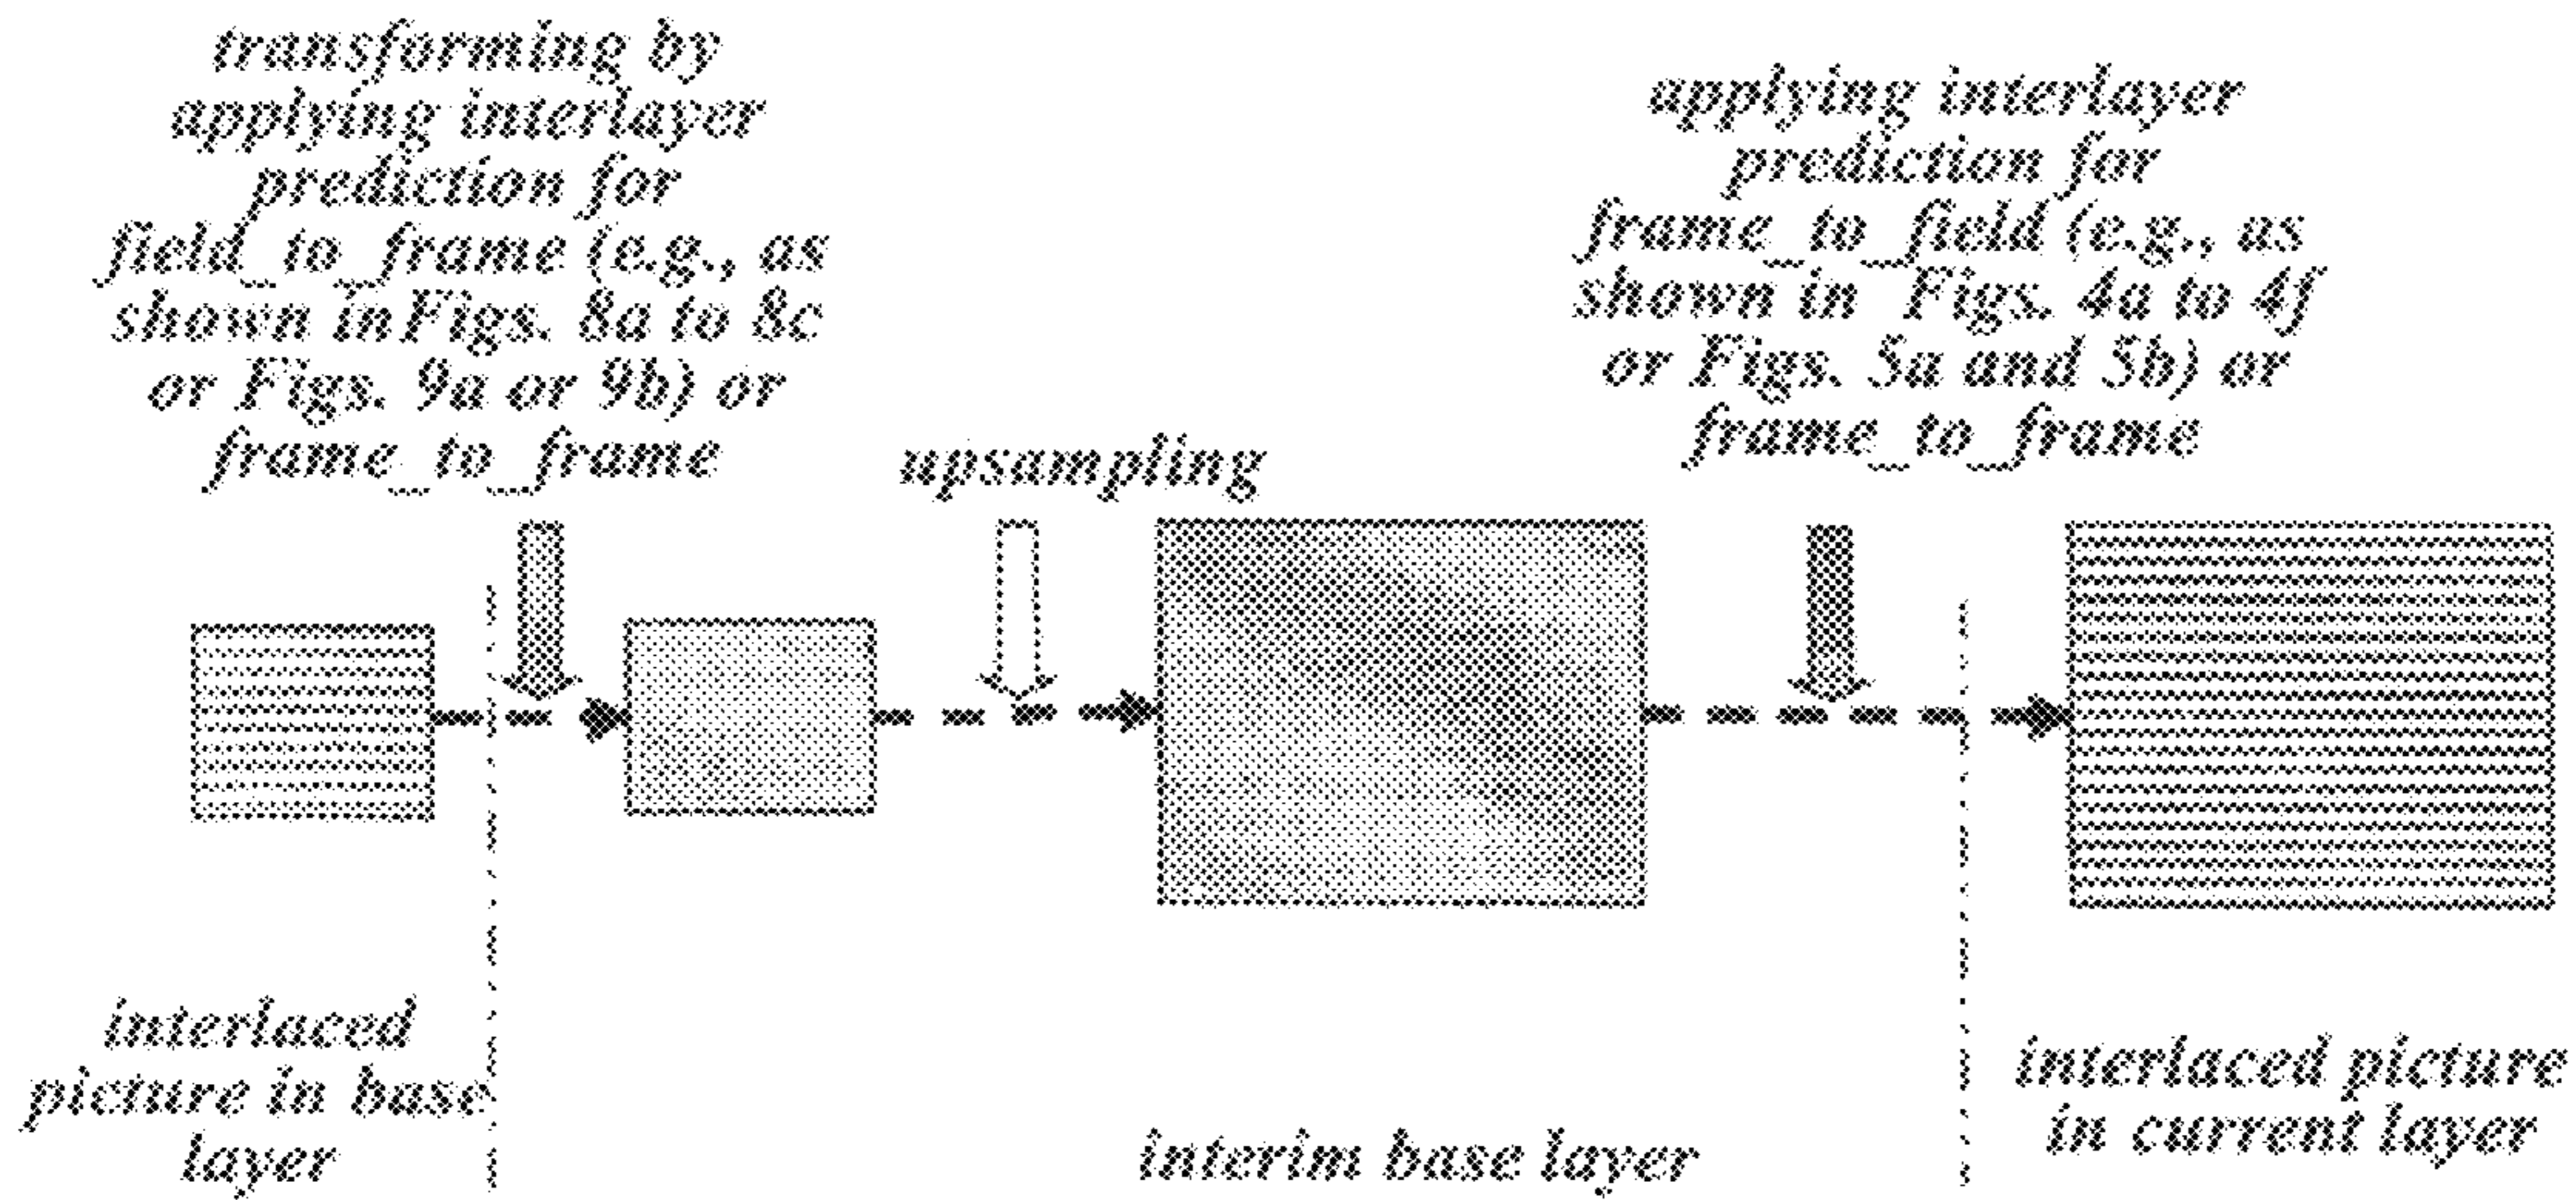 transforming by
applying interlayer
prediction for
field_to_frame (e.g., as
shown in Figs. 8a to 8c
or Figs. 9a or 9b) or
frame_to_frame
applying interlayer
prediction for
frame_to_field (e.g., as
shown in Figs. 4a to 4f
or Figs. 5a and 5b) or
frame_to_frame
upsampling
interlaced
picture in base
layer
interim base layer
interlaced picture
in current layer